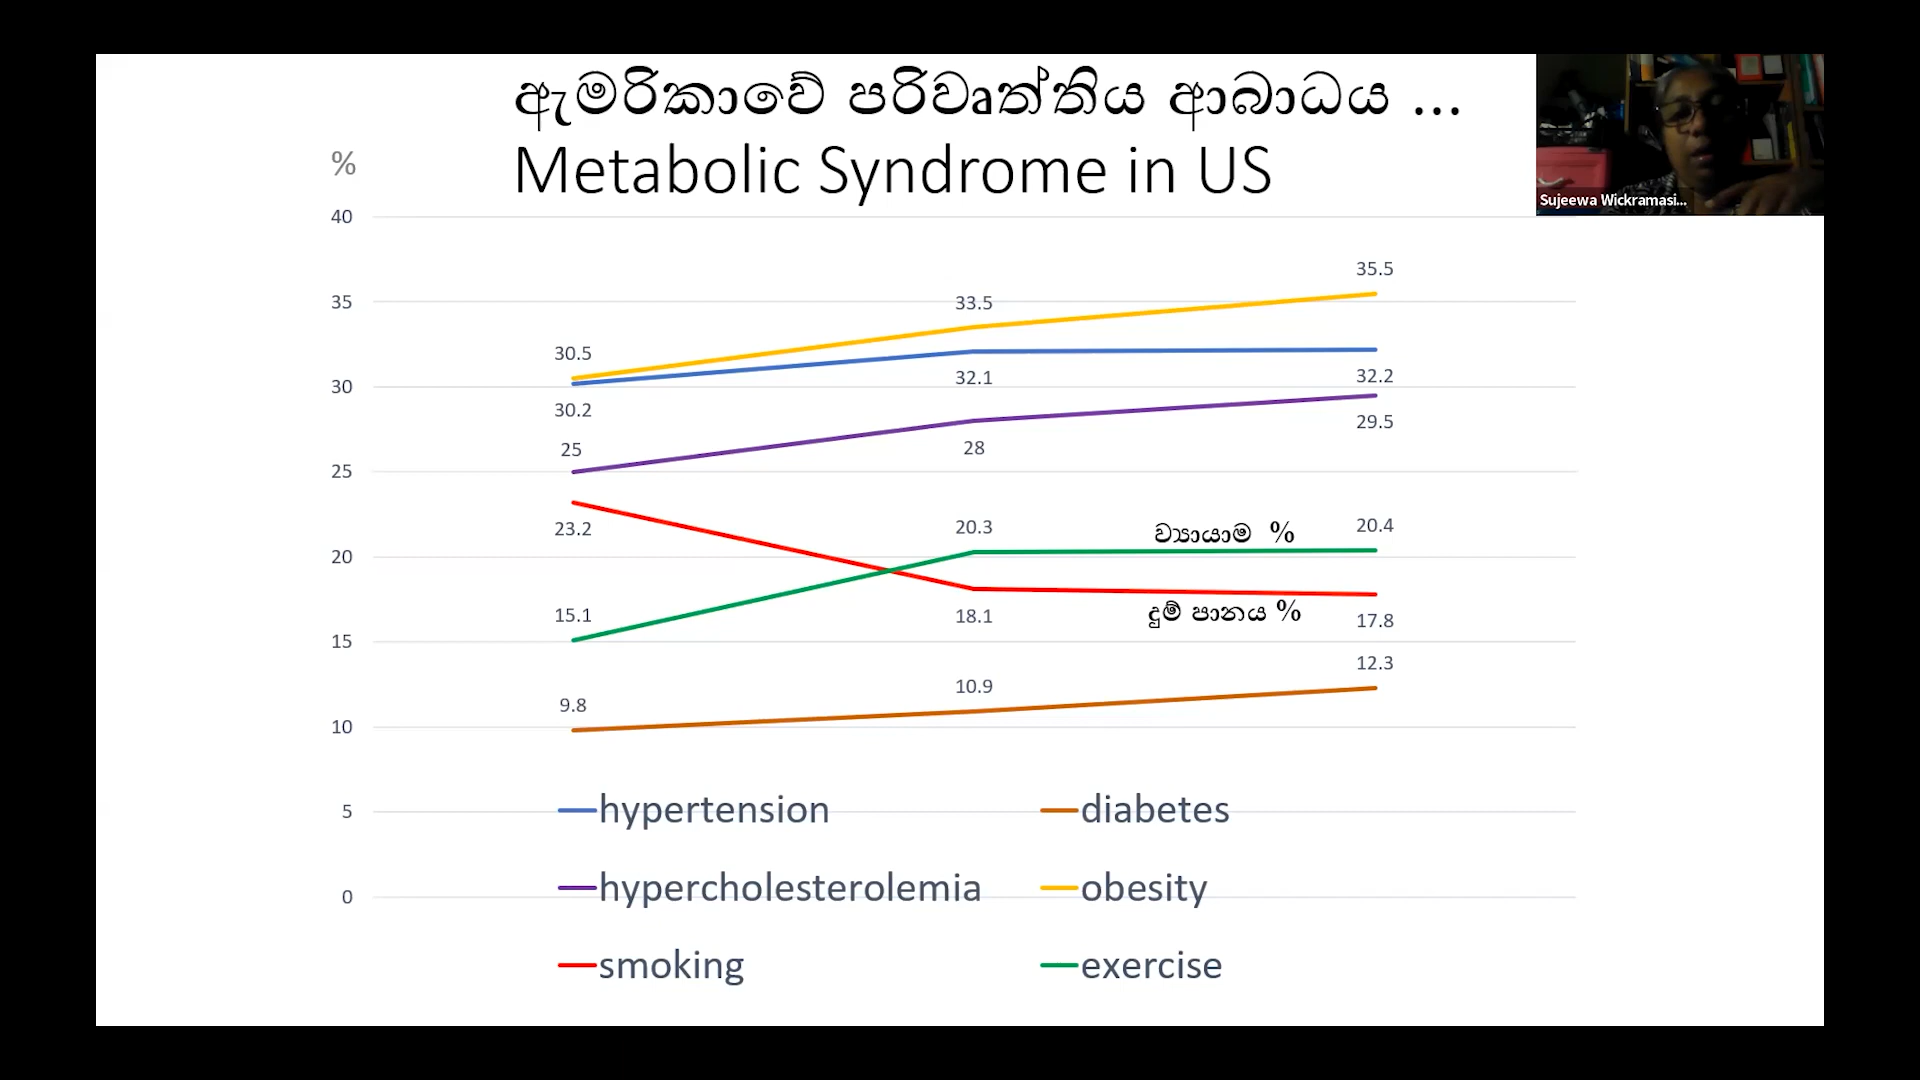 ඇමරිකාවේ පරිවෘත්තිය ආබාධය ...
Metabolic Syndrome in US
Sujeewa Wickramasi...
%
40
35
30
25
20
15
10
5
0
35.5
33.5
30.5
32.1
32.2
30.2
29.5
25
28
23.2
20.3
ව්‍යායාම %
20.4
15.1
18.1
දුම් පානය %
17.8
12.3
10.9
9.8
hypertension
diabetes
hypercholesterolemia
obesity
smoking
exercise